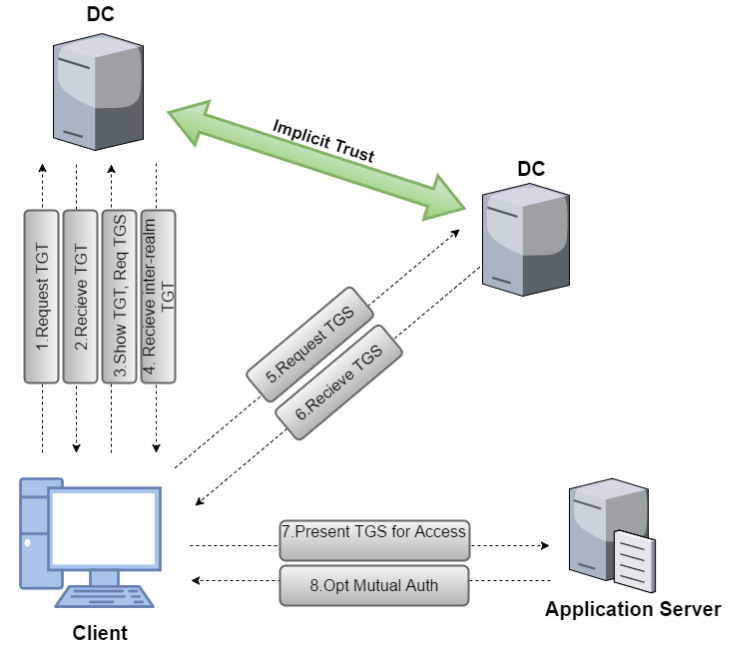 DC
Implicit Trust
DC
1.Request TGT
2.Recieve TGT
3.Show TGT, Req TGS
4. Recieve inter-realm
TGT
5.Request TGS
6.Recieve TGS
7.Present TGS for Access
8.Opt Mutual Auth
Client
Application Server